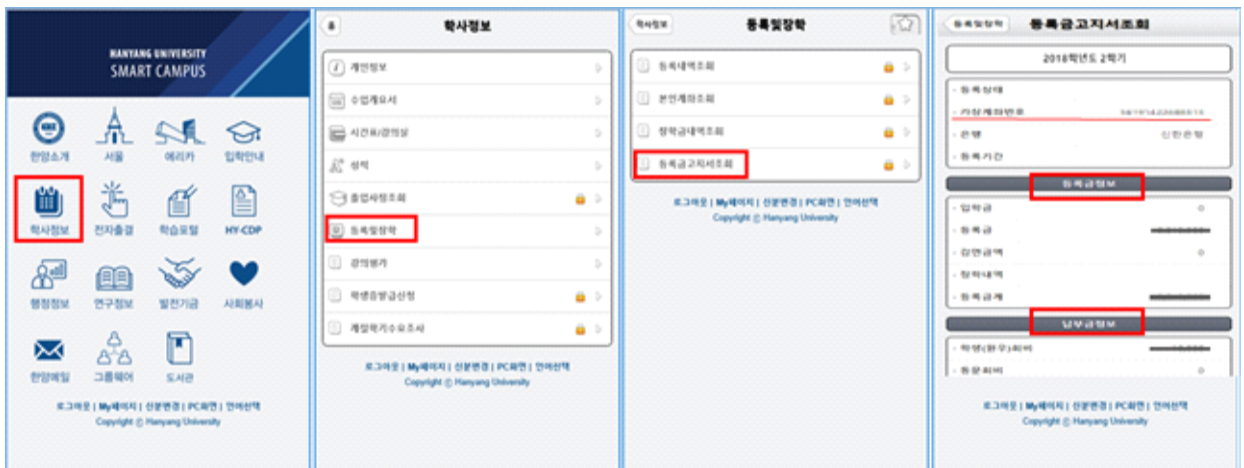 HANYANG UNIVERSITY
SMART CAMPUS
한양소개
서울
에리카
입학안내
학사정보
전자출결
학습포털
HY-CDP
행정정보
연구정보
발전기금
사회봉사
한양메일
그룹웨어
도서관
로그아웃 | My페이지 | 신분변경 | PC화면 | 언어선택
Copyright ⓒ Hanyang University
홈
학사정보
개인정보
수업계요서
시간표/강의실
성적
졸업사정조회
등록및장학
강의평가
학생증발급신청
계절학기수요조사
로그아웃 | My페이지 | 신분변경 | PC화면 | 언어선택
Copyright ⓒ Hanyang University
학사정보
등록및장학
등록내역조회
본인계좌조회
장학금내역조회
등록금고지서조회
로그아웃 | My페이지 | 신분변경 | PC화면 | 언어선택
Copyright ⓒ Hanyang University
등록및장학
등록금고지서조회
2018학년도 2학기
- 등록상태
- 가상계좌번호
- 은행 신한은행
- 등록기간
등록금정보
- 입학금 0
- 등록금
- 감면금액 0
- 장학내역
- 등록금계
납부금정보
- 학생(원우)회비
- 동문회비 0
로그아웃 | My페이지 | 신분변경 | PC화면 | 언어선택
Copyright ⓒ Hanyang University